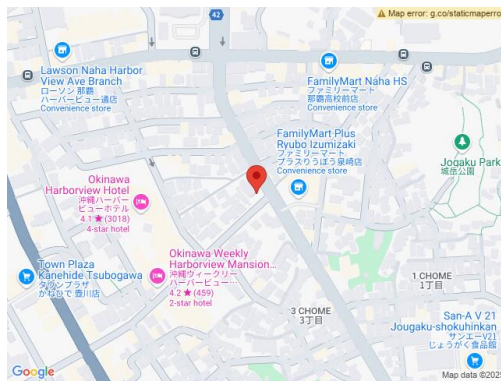 42
Map error: g.co/staticmaperro
Lawson Naha Harbor
View Ave Branch
ローソン 那覇
ハーバービュー通店
Convenience store
FamilyMart Naha HS
ファミリーマート
那覇高校前店
Convenience store
FamilyMart Plus
Ryubo Izumizaki
ファミリーマート
プラスりうぼう泉崎店
Convenience store
Jogaku Park
城岳公園
Okinawa
Harborview Hotel
沖縄ハーバー
ビューホテル
4.1★(3018)
4-star hotel
Okinawa Weekly
Harborview Mansion...
沖縄ウィークリー
ハーバービュー…
4.2★(459)
2-star hotel
Town Plaza
Kanehide Tsubogawa
タウンプラザ
かねひで 壺川店
1 CHOME
1丁目
3 CHOME
3丁目
San-A V 21
Jougaku-shokuhinkan
サンエーV21
じょうがく食品館
Google
Map data ©2025